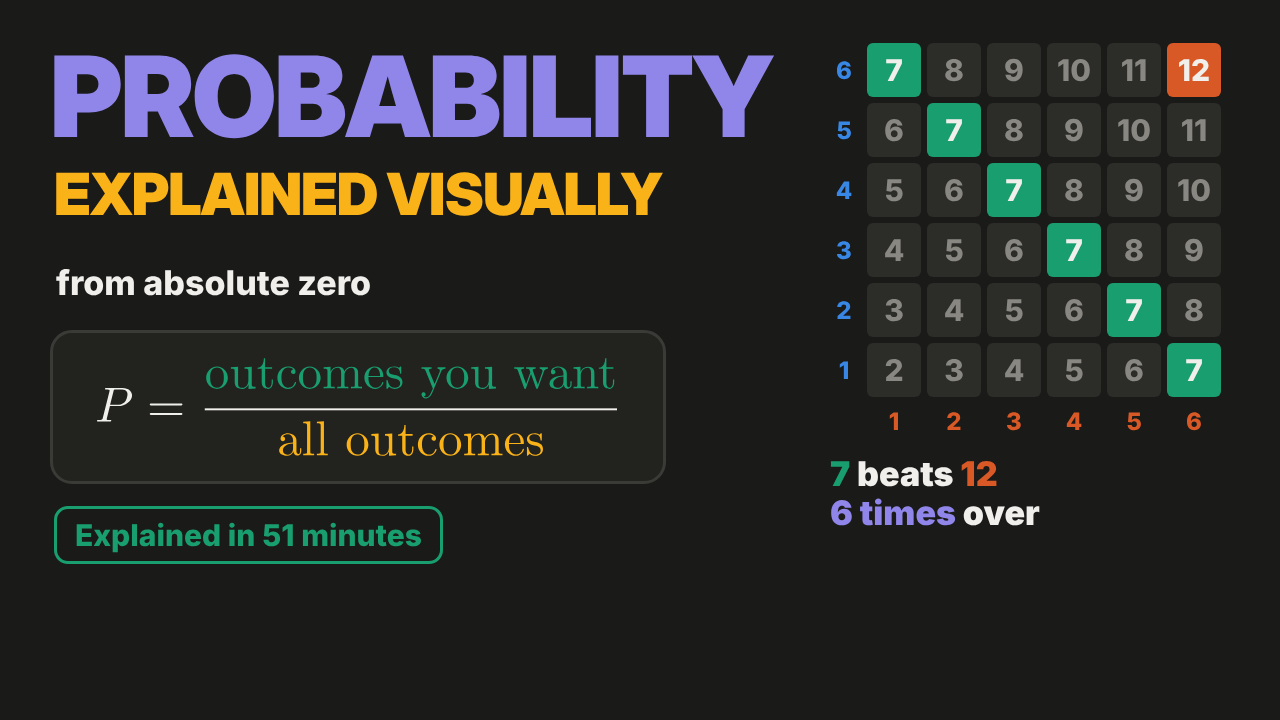 PROBABILITY
EXPLAINED VISUALLY
from absolute zero
P = outcomes you want / all outcomes
Explained in 51 minutes
6 7 8 9 10 11 12
5 6 7 8 9 10 11
4 5 6 7 8 9 10
3 4 5 6 7 8 9
2 3 4 5 6 7 8
1 2 3 4 5 6 7
1 2 3 4 5 6
7 beats 12
6 times over